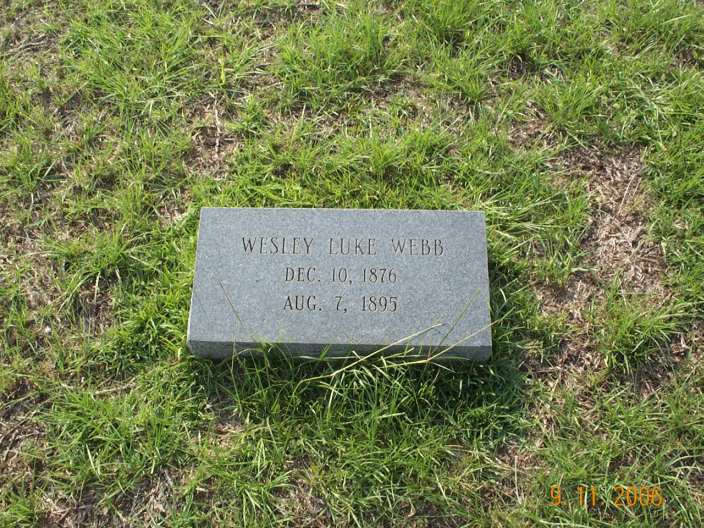 WESLEY LUKE WEBB
DEC. 10, 1876
AUG. 7, 1895
9 11 2006